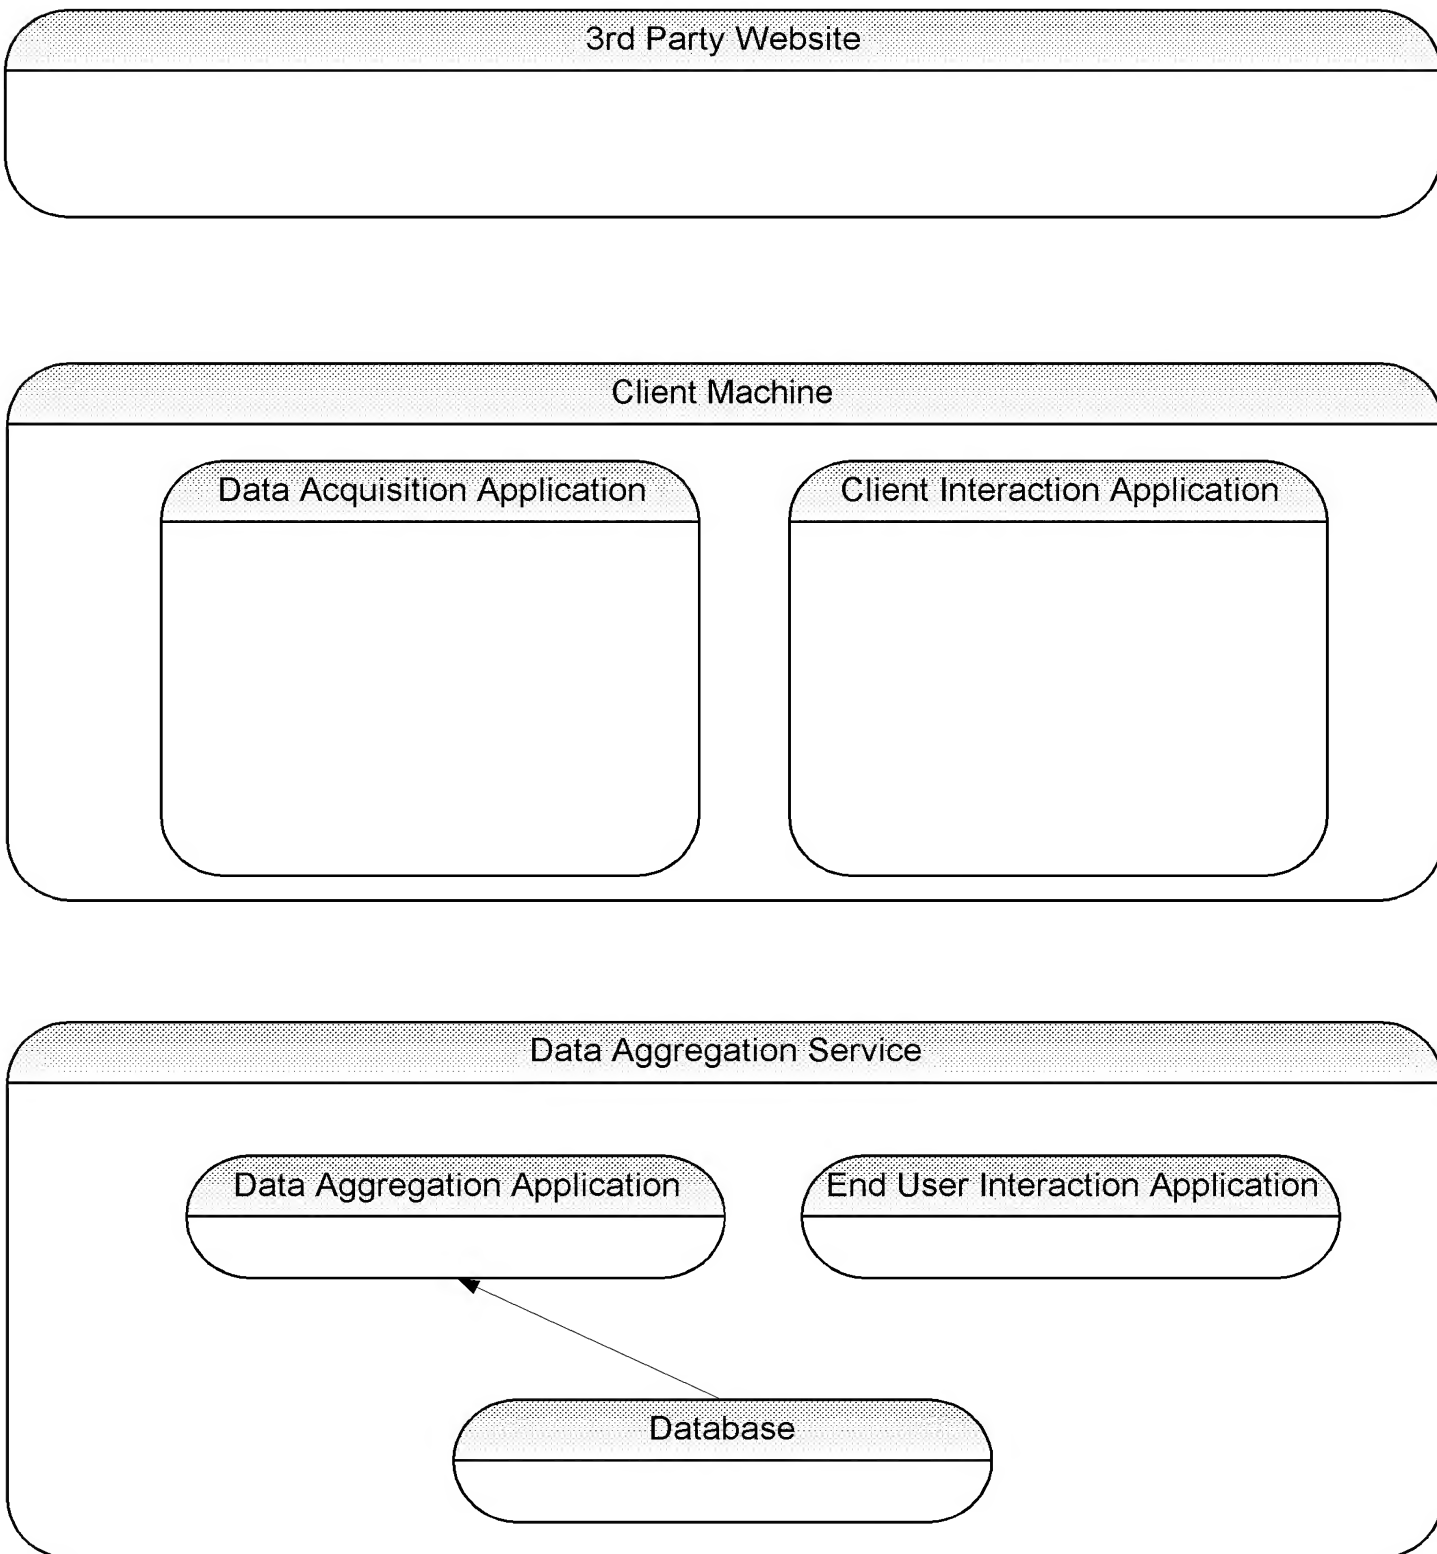 3rd Party Website
Client Machine
Data Acquisition Application
Client Interaction Application
Data Aggregation Service
Data Aggregation Application
End User Interaction Application
Database